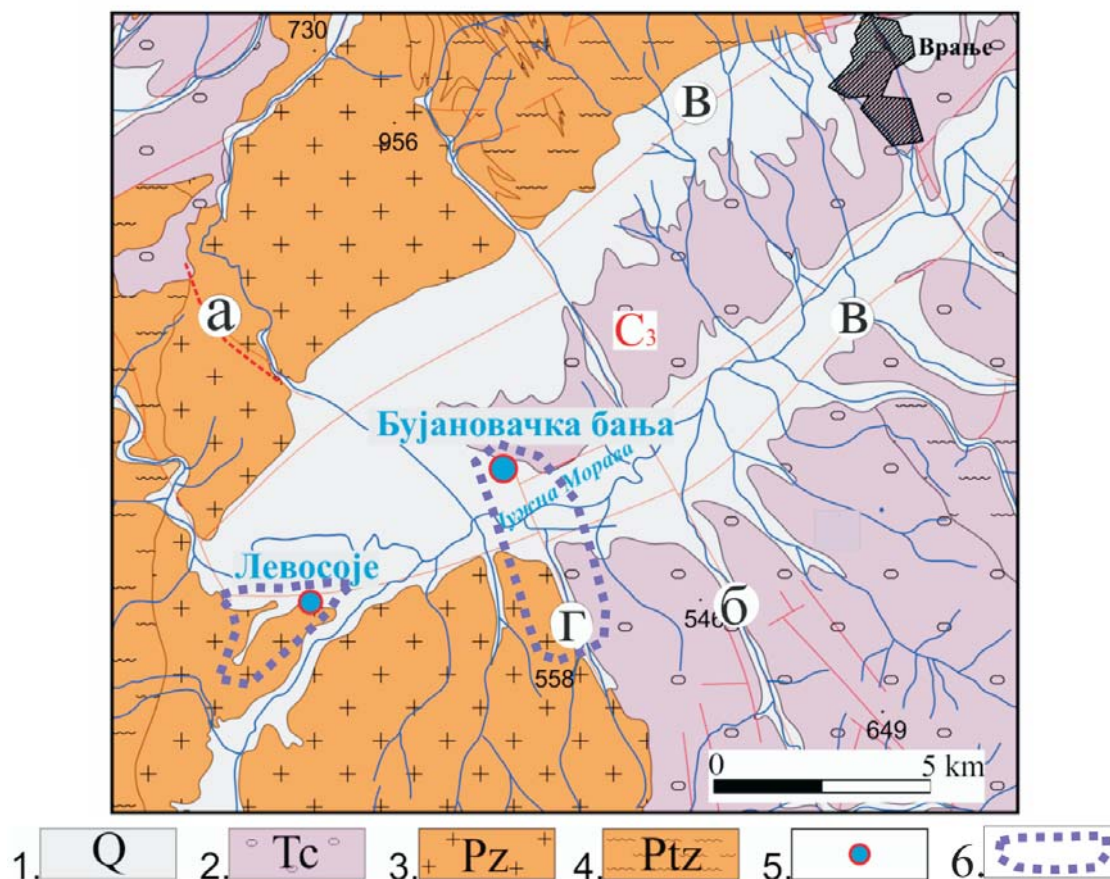 730
Врање
в
956
а
С₃
в
Бујановачка бања
Јужна Морава
Левосоје
г
546
б
558
649
0 5 km
1. Q 2. Tc 3. Pz 4. Ptz 5. 6.